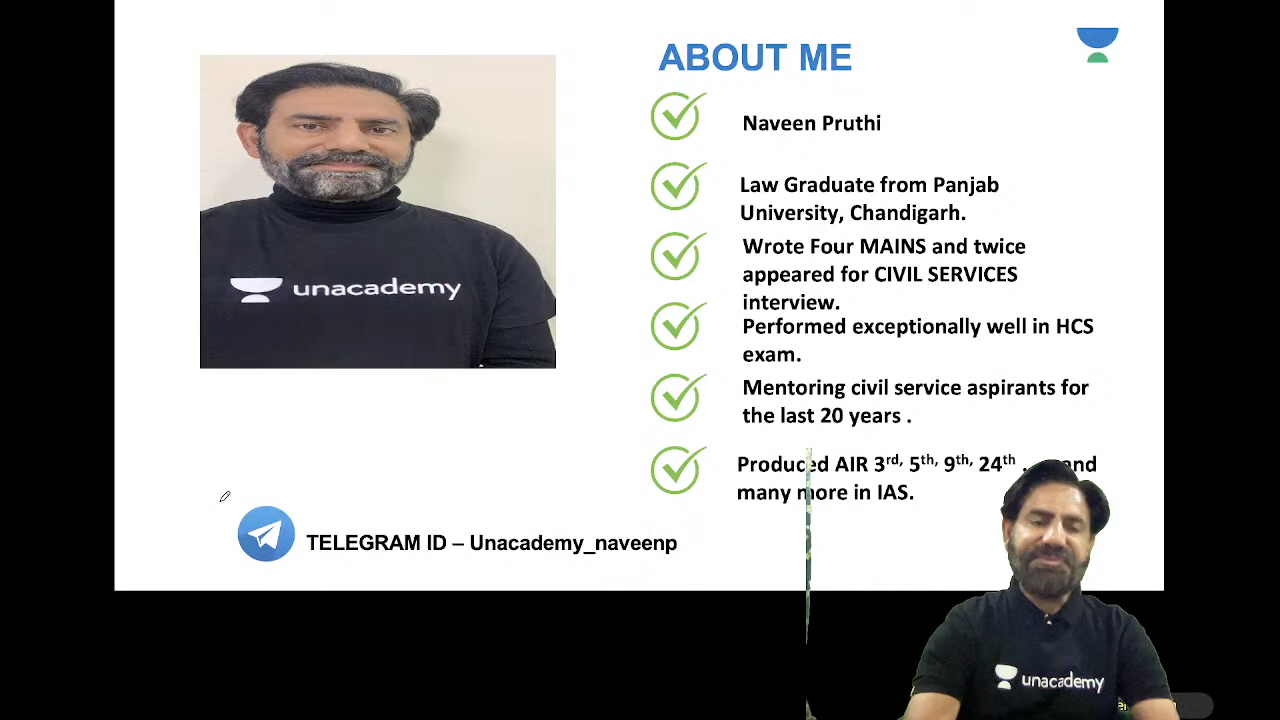 ABOUT ME
Naveen Pruthi
Law Graduate from Panjab
University, Chandigarh.
Wrote Four MAINS and twice
appeared for CIVIL SERVICES
interview.
Performed exceptionally well in HCS
exam.
Mentoring civil service aspirants for
the last 20 years .
Produced AIR 3rd, 5th, 9th, 24th . and
many more in IAS.
unacademy
TELEGRAM ID – Unacademy_naveenp
unacademy